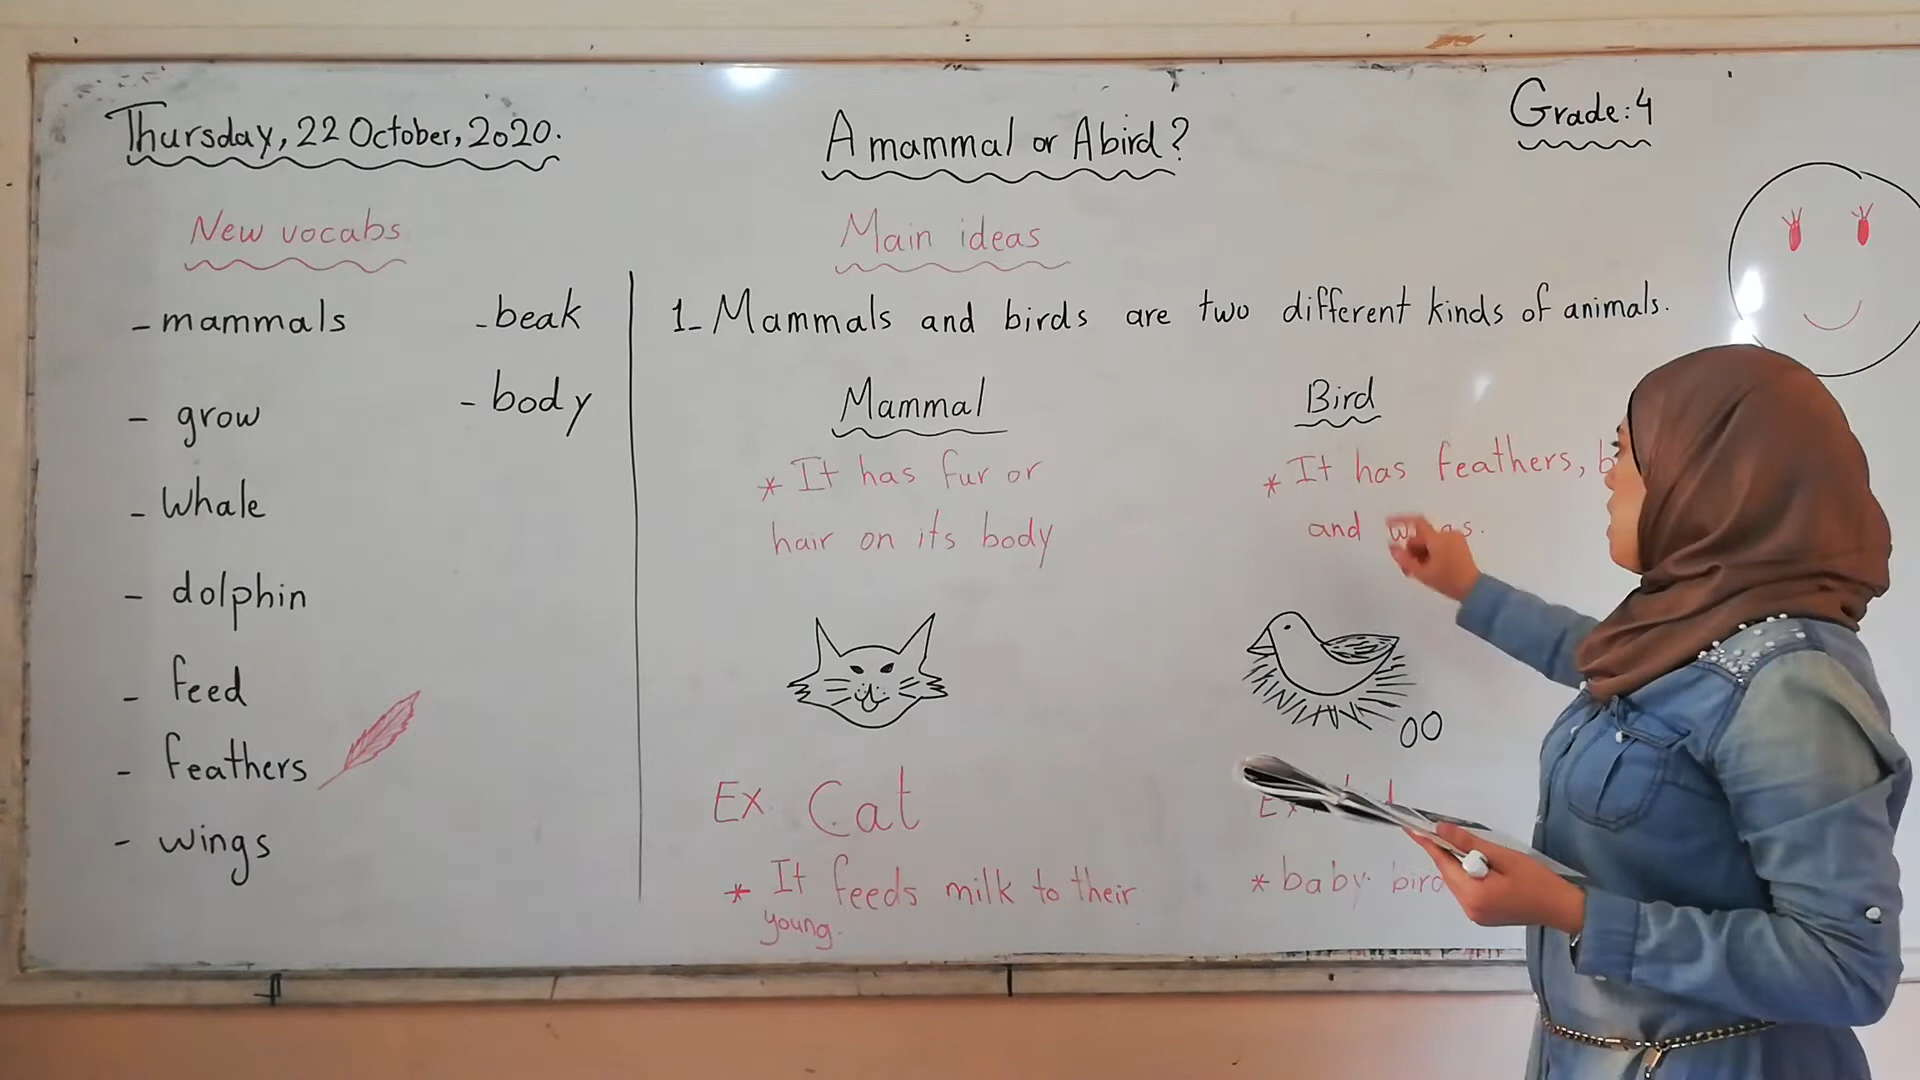 Thursday, 22 October, 2020.
A mammal or A bird?
Grade: 4
New vocabs
- mammals
- grow
- Whale
- dolphin
- feed
- feathers
- wings
- beak
- body
Main ideas
1- Mammals and birds are two different kinds of animals.
Mammal
* It has fur or
hair on its body
Ex Cat
* It feeds milk to their
young.
Bird
* It has feathers,
and
Ex
* baby